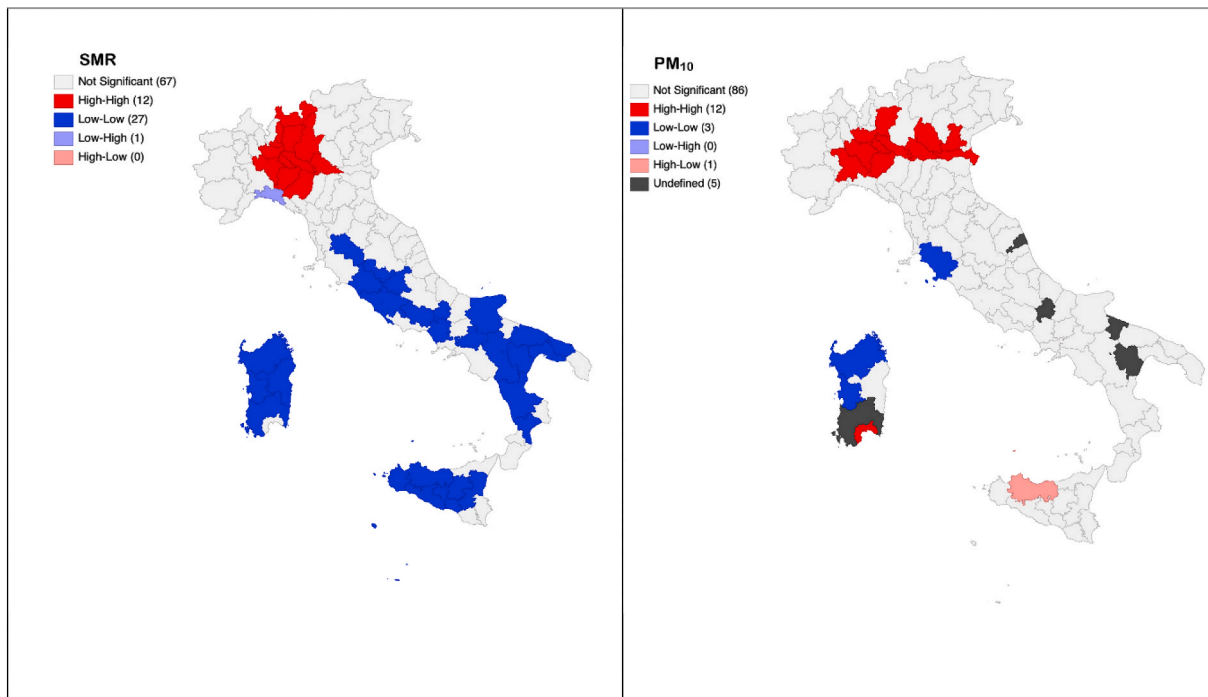 SMR
Not Significant (67)
High-High (12)
Low-Low (27)
Low-High (1)
High-Low (0)
PM₁₀
Not Significant (86)
High-High (12)
Low-Low (3)
Low-High (0)
High-Low (1)
Undefined (5)